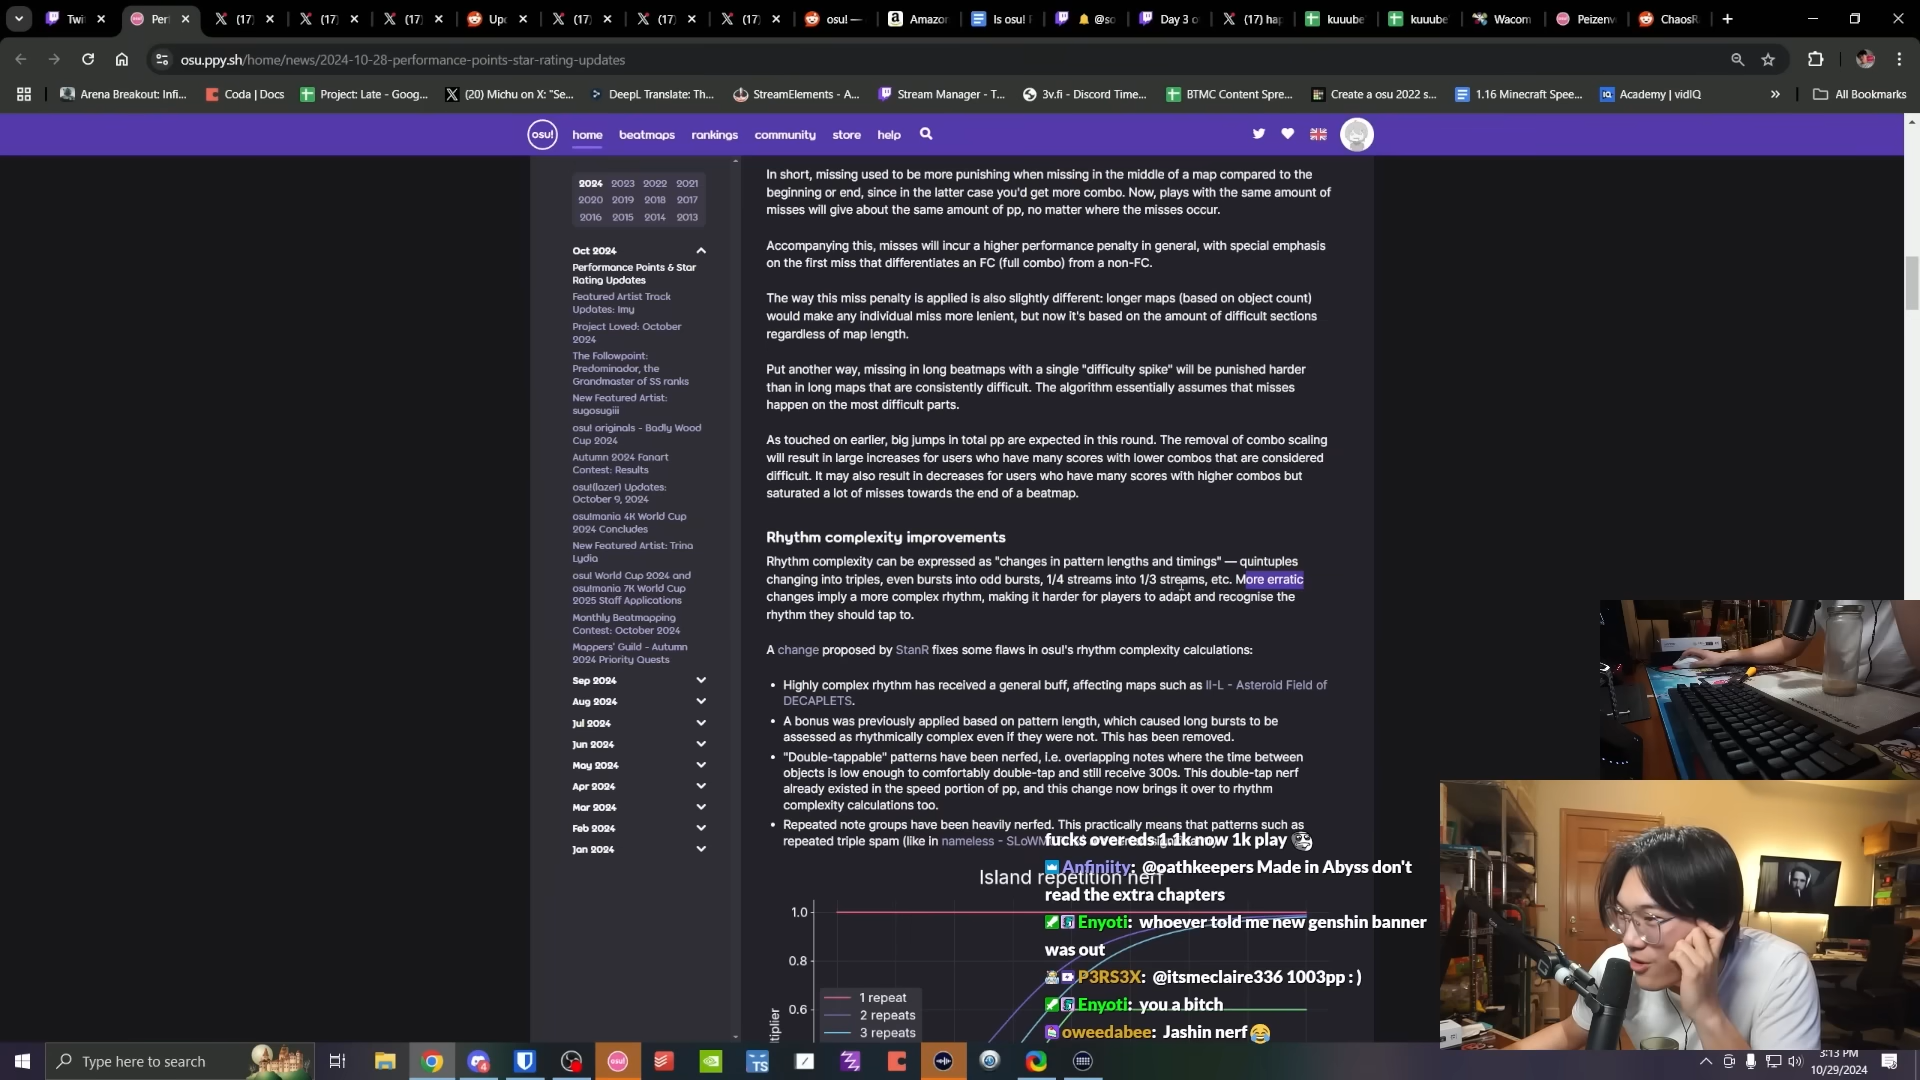 Twi
Per
(17)
(17)
(17)
Up
(17)
(17)
(17)
osu! —
Amazor
Is osu!
@so
Day 3 o
(17) ha
kuuube
kuuube
Wacom
Peizen
ChaosR
osu.ppy.sh/home/news/2024-10-28-performance-points-star-rating-updates
Arena Breakout: Infi...
Coda | Docs
Project: Late - Goog...
(20) Michu on X: "Se...
DeepL Translate: Th...
StreamElements - A...
Stream Manager - T...
3v.fi - Discord Time...
BTMC Content Spre...
Create a osu 2022 s...
1.16 Minecraft Spee...
Academy | vidIQ
All Bookmarks
osu!
home
beatmaps
rankings
community
store
help
2024 2023 2022 2021
2020 2019 2018 2017
2016 2015 2014 2013
Oct 2024
Performance Points & Star
Rating Updates
Featured Artist Track
Updates: Imy
Project Loved: October
2024
The Followpoint:
Predominador, the
Grandmaster of SS ranks
New Featured Artist:
sugosugiii
osu! originals - Badly Wood
Cup 2024
Autumn 2024 Fanart
Contest: Results
osu!(lazer) Updates:
October 9, 2024
osu!mania 4K World Cup
2024 Concludes
New Featured Artist: Trina
Lydia
osu! World Cup 2024 and
osu!mania 7K World Cup
2025 Staff Applications
Monthly Beatmapping
Contest: October 2024
Mappers' Guild - Autumn
2024 Priority Quests
Sep 2024
Aug 2024
Jul 2024
Jun 2024
May 2024
Apr 2024
Mar 2024
Feb 2024
Jan 2024
In short, missing used to be more punishing when missing in the middle of a map compared to the
beginning or end, since in the latter case you'd get more combo. Now, plays with the same amount of
misses will give about the same amount of pp, no matter where the misses occur.
Accompanying this, misses will incur a higher performance penalty in general, with special emphasis
on the first miss that differentiates an FC (full combo) from a non-FC.
The way this miss penalty is applied is also slightly different: longer maps (based on object count)
would make any individual miss more lenient, but now it's based on the amount of difficult sections
regardless of map length.
Put another way, missing in long beatmaps with a single "difficulty spike" will be punished harder
than in long maps that are consistently difficult. The algorithm essentially assumes that misses
happen on the most difficult parts.
As touched on earlier, big jumps in total pp are expected in this round. The removal of combo scaling
will result in large increases for users who have many scores with lower combos that are considered
difficult. It may also result in decreases for users who have many scores with higher combos but
saturated a lot of misses towards the end of a beatmap.
Rhythm complexity improvements
Rhythm complexity can be expressed as "changes in pattern lengths and timings" — quintuples
changing into triples, even bursts into odd bursts, 1/4 streams into 1/3 streams, etc. More erratic
changes imply a more complex rhythm, making it harder for players to adapt and recognise the
rhythm they should tap to.
A change proposed by StanR fixes some flaws in osu!'s rhythm complexity calculations:
• Highly complex rhythm has received a general buff, affecting maps such as II-L - Asteroid Field of
DECAPLETS.
• A bonus was previously applied based on pattern length, which caused long bursts to be
assessed as rhythmically complex even if they were not. This has been removed.
• "Double-tappable" patterns have been nerfed, i.e. overlapping notes where the time between
objects is low enough to comfortably double-tap and still receive 300s. This double-tap nerf
already existed in the speed portion of pp, and this change now brings it over to rhythm
complexity calculations too.
• Repeated note groups have been heavily nerfed. This practically means that patterns such as
repeated triple spam (like in nameless - SLoWM
Island repetition nerf
1.0
0.8
0.6
1 repeat
2 repeats
3 repeats
fucks over eds 1.1k now 1k play
Anfiniity: @oathkeepers Made in Abyss don't
read the extra chapters
Enyoti: whoever told me new genshin banner
was out
P3RS3X: @itsmeclaire336 1003pp : )
Enyoti: you a bitch
oweedabee: Jashin nerf
Type here to search
3:13 PM
10/29/2024